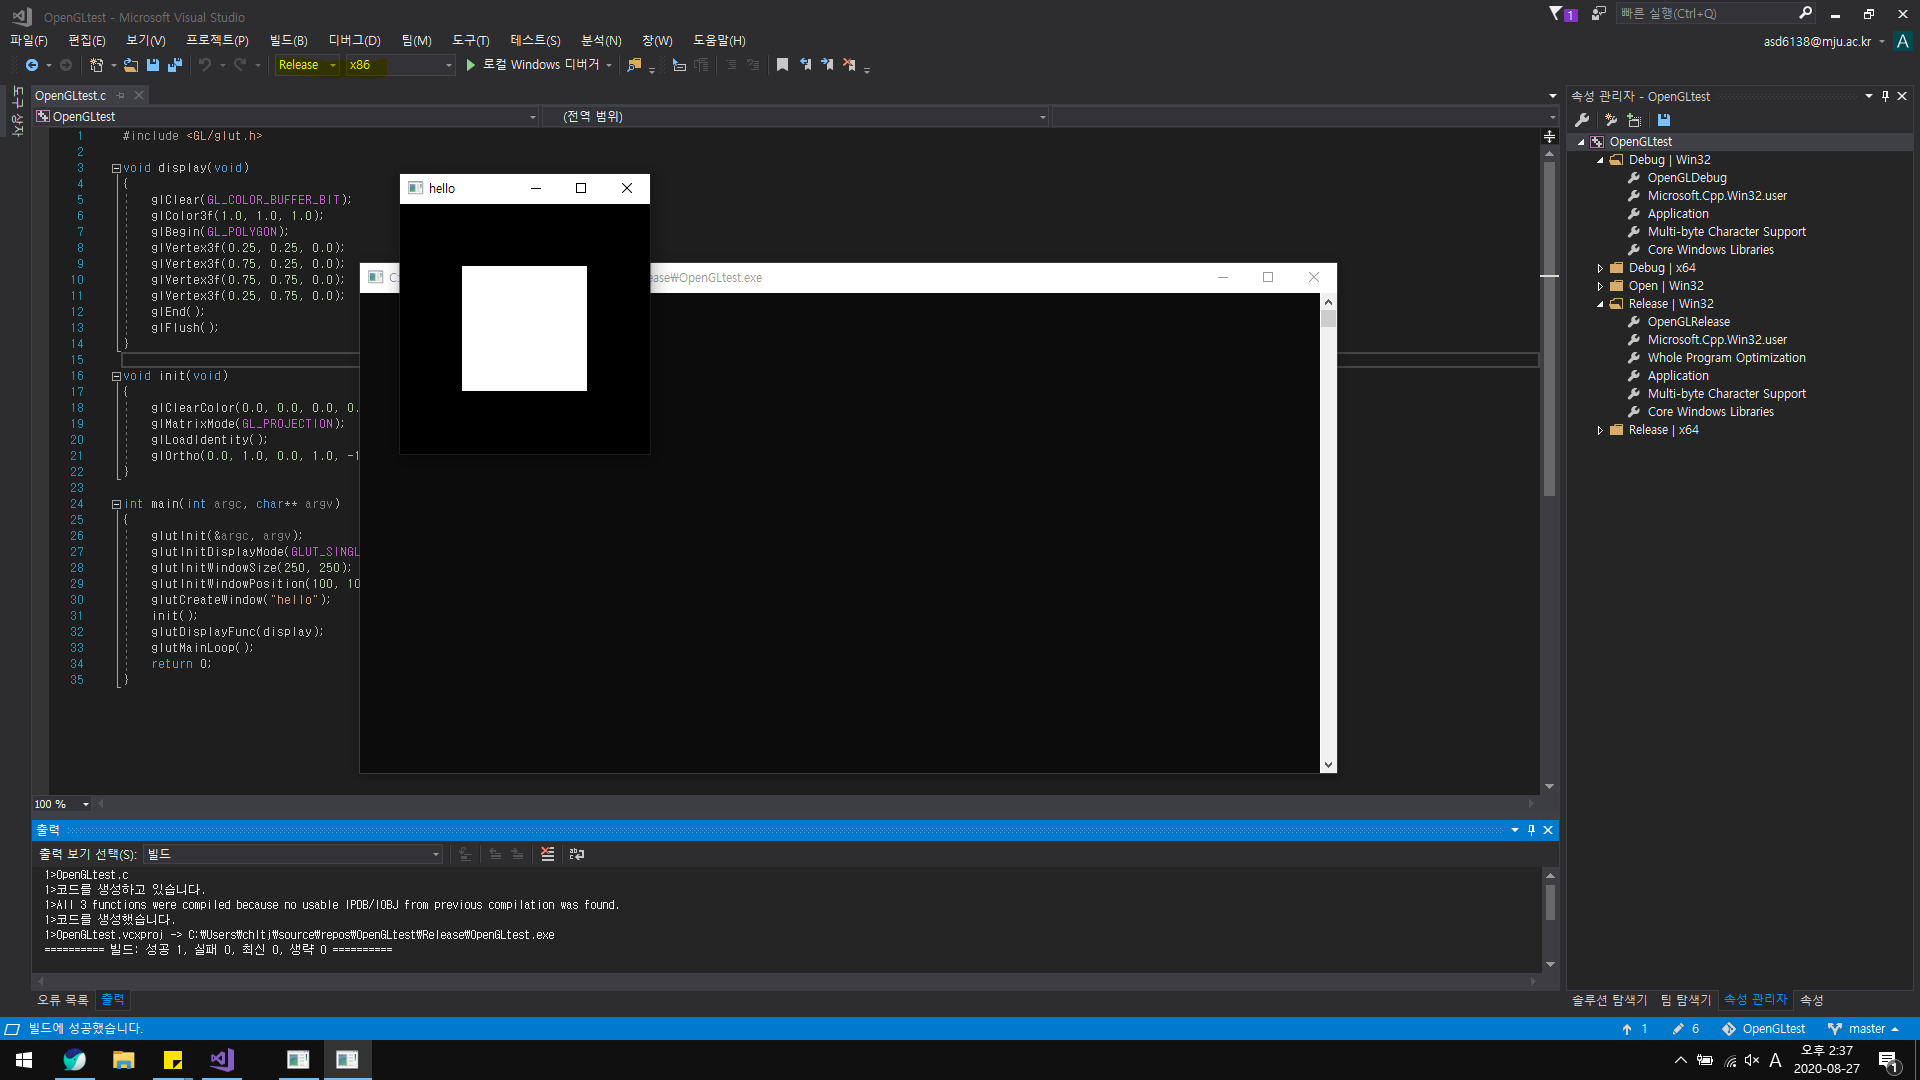 OpenGLtest - Microsoft Visual Studio
1
빠른 실행(Ctrl+Q)
파일(F) 편집(E) 보기(V) 프로젝트(P) 빌드(B) 디버그(D) 팀(M) 도구(T) 테스트(S) 분석(N) 창(W) 도움말(H)
asd6138@mju.ac.kr
A
Release x86 로컬 Windows 디버거
도구 상자
OpenGLtest.c
OpenGLtest (전역 범위)
1 #include <GL/glut.h>
2
3 void display(void)
4 {
5 glClear(GL_COLOR_BUFFER_BIT);
6 glColor3f(1.0, 1.0, 1.0);
7 glBegin(GL_POLYGON);
8 glVertex3f(0.25, 0.25, 0.0);
9 glVertex3f(0.75, 0.25, 0.0);
10 glVertex3f(0.75, 0.75, 0.0);
11 glVertex3f(0.25, 0.75, 0.0);
12 glEnd();
13 glFlush();
14 }
15
16 void init(void)
17 {
18 glClearColor(0.0, 0.0, 0.0, 0.
19 glMatrixMode(GL_PROJECTION);
20 glLoadIdentity();
21 glOrtho(0.0, 1.0, 0.0, 1.0, -1
22 }
23
24 int main(int argc, char** argv)
25 {
26 glutInit(&argc, argv);
27 glutInitDisplayMode(GLUT_SINGL
28 glutInitWindowSize(250, 250);
29 glutInitWindowPosition(100, 10
30 glutCreateWindow("hello");
31 init();
32 glutDisplayFunc(display);
33 glutMainLoop();
34 return 0;
35 }
hello
C:
ease₩OpenGLtest.exe
100 %
출력
출력 보기 선택(S): 빌드
1>OpenGLtest.c
1>코드를 생성하고 있습니다.
1>All 3 functions were compiled because no usable IPDB/IOBJ from previous compilation was found.
1>코드를 생성했습니다.
1>OpenGLtest.vcxproj -> C:₩Users₩chltj₩source₩repos₩OpenGLtest₩Release₩OpenGLtest.exe
========== 빌드: 성공 1, 실패 0, 최신 0, 생략 0 ==========
오류 목록 출력
속성 관리자 - OpenGLtest
OpenGLtest
Debug | Win32
OpenGLDebug
Microsoft.Cpp.Win32.user
Application
Multi-byte Character Support
Core Windows Libraries
Debug | x64
Open | Win32
Release | Win32
OpenGLRelease
Microsoft.Cpp.Win32.user
Whole Program Optimization
Application
Multi-byte Character Support
Core Windows Libraries
Release | x64
솔루션 탐색기 팀 탐색기 속성 관리자 속성
빌드에 성공했습니다.
1 6 OpenGLtest master
A
오후 2:37
2020-08-27
1